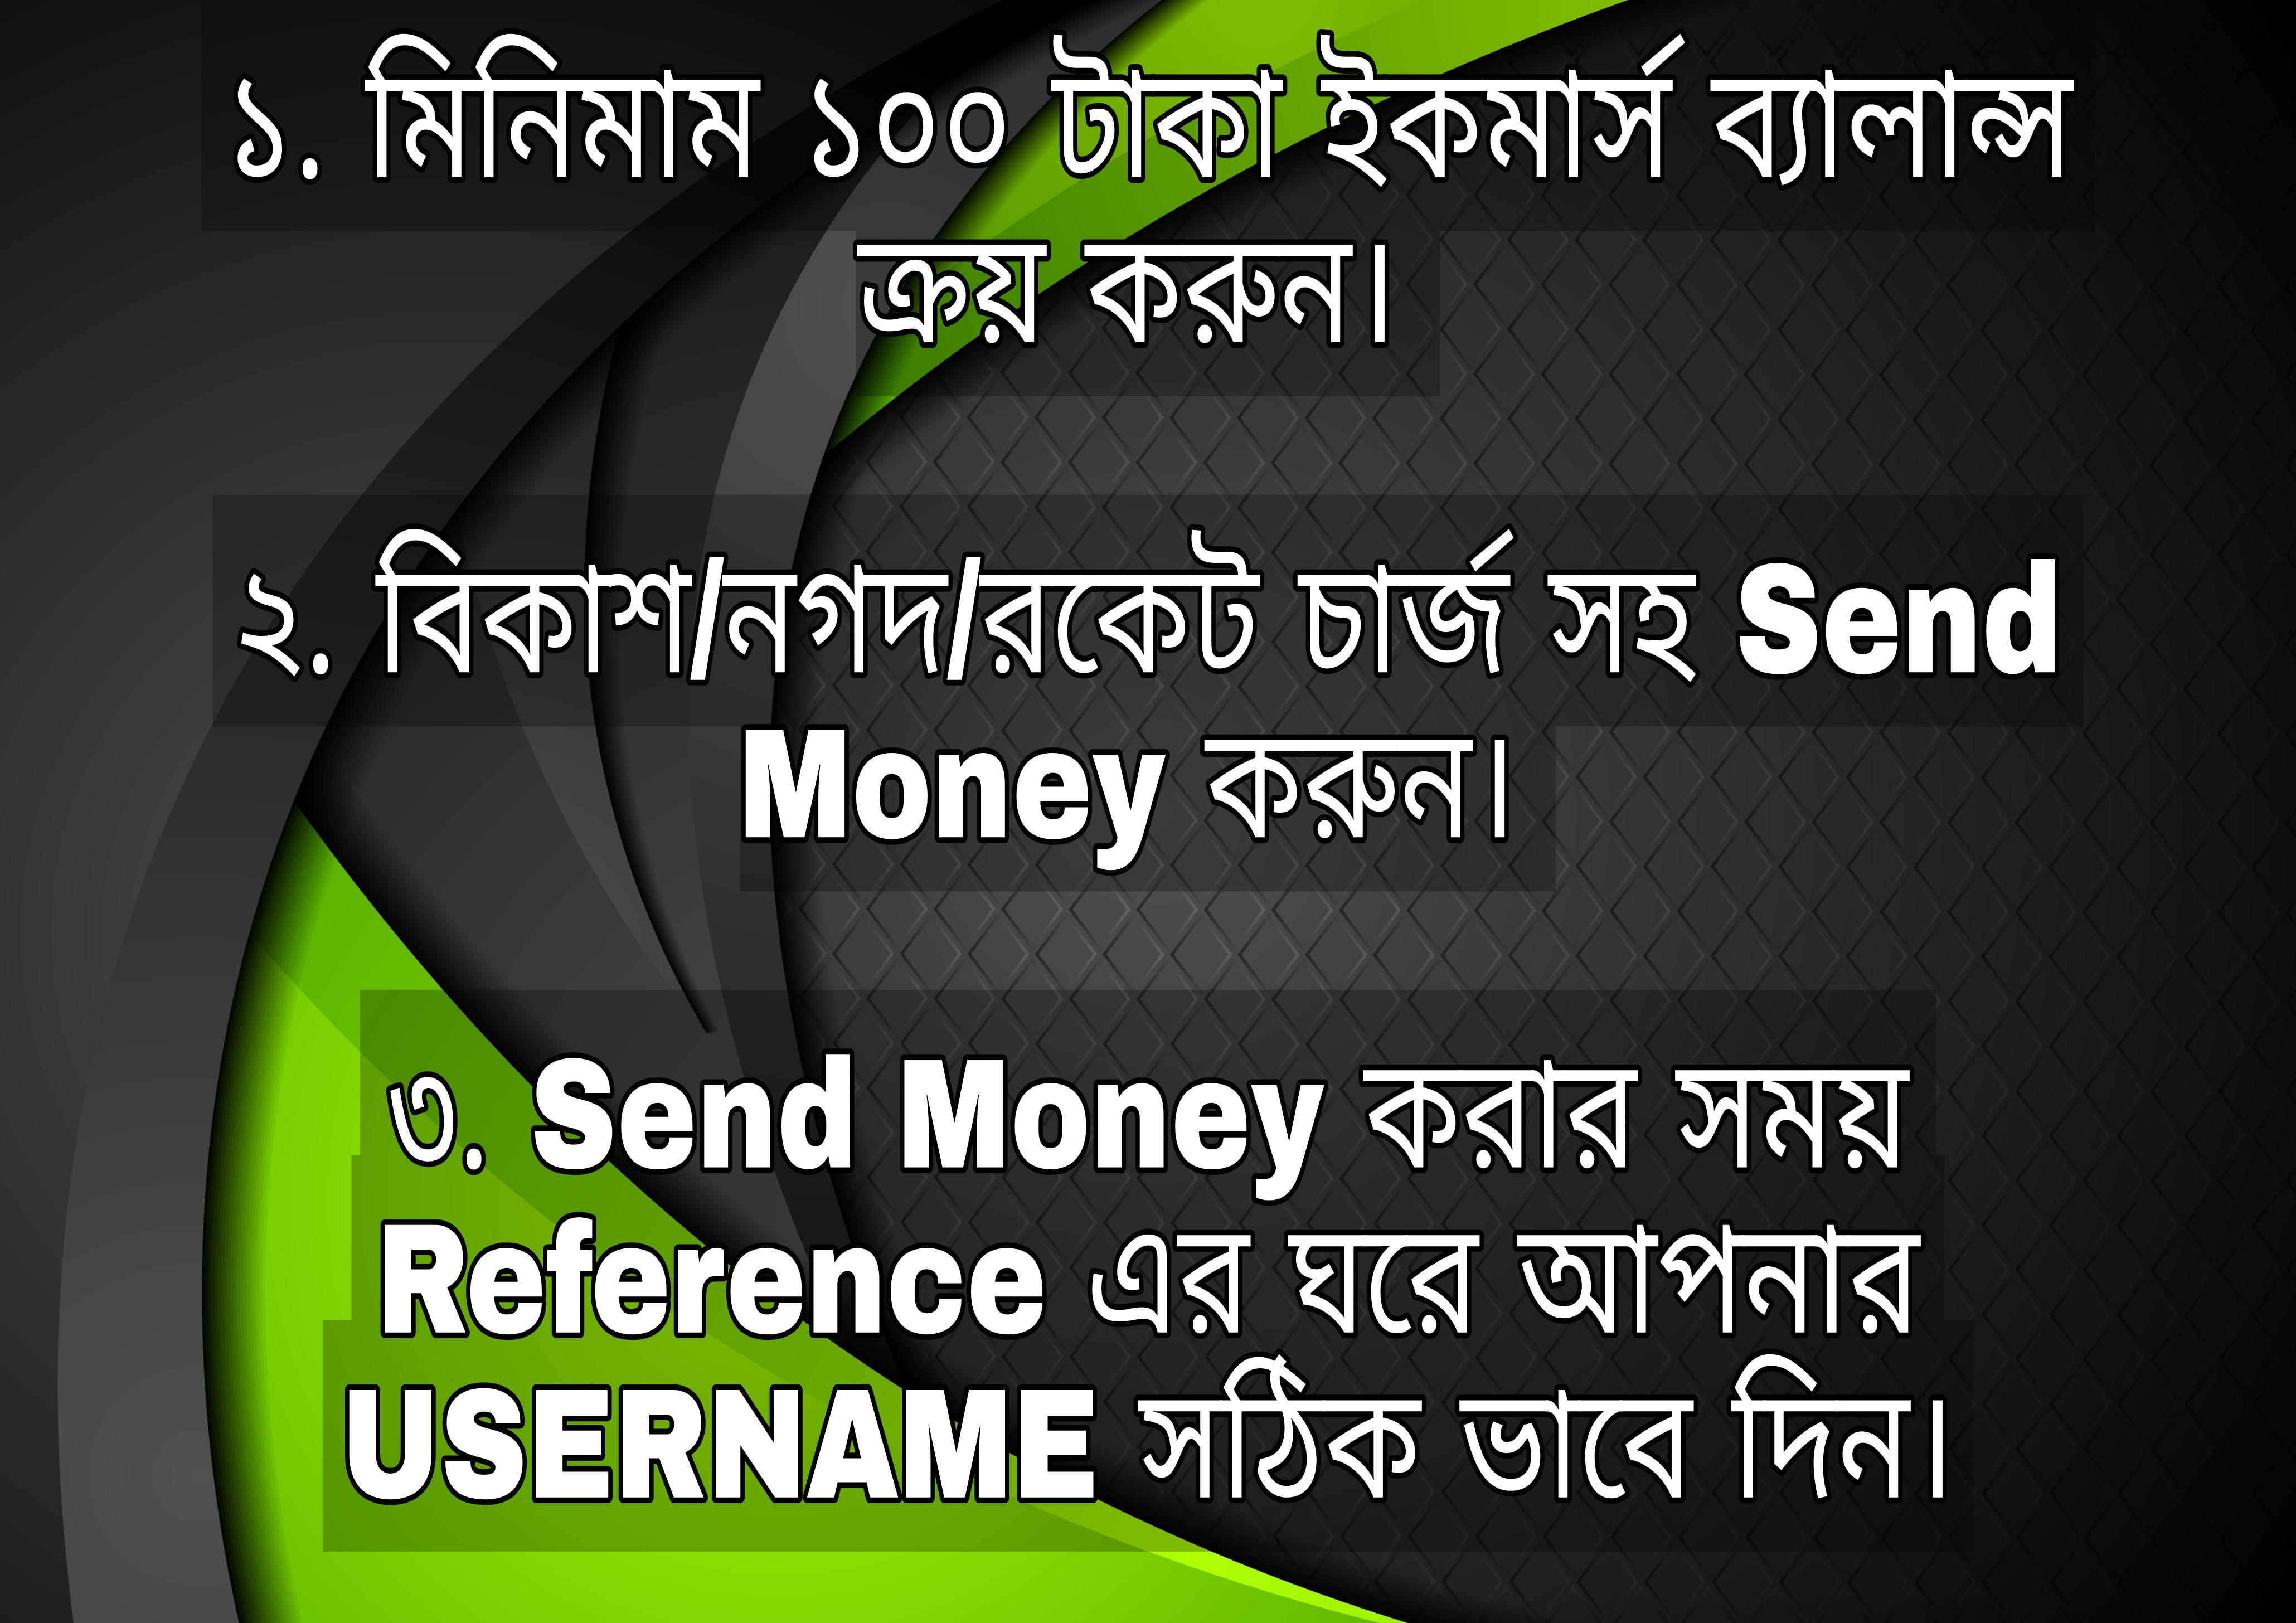 ১. মিনিমাম ১০০ টাকা ইকমার্স ব্যালান্স
ক্রয় করুন।
২. বিকাশ/নগদ/রকেট চার্জ সহ Send
Money করুন।
৩. Send Money করার সময়
Reference এর ঘরে আপনার
USERNAME সঠিক ভাবে দিন।